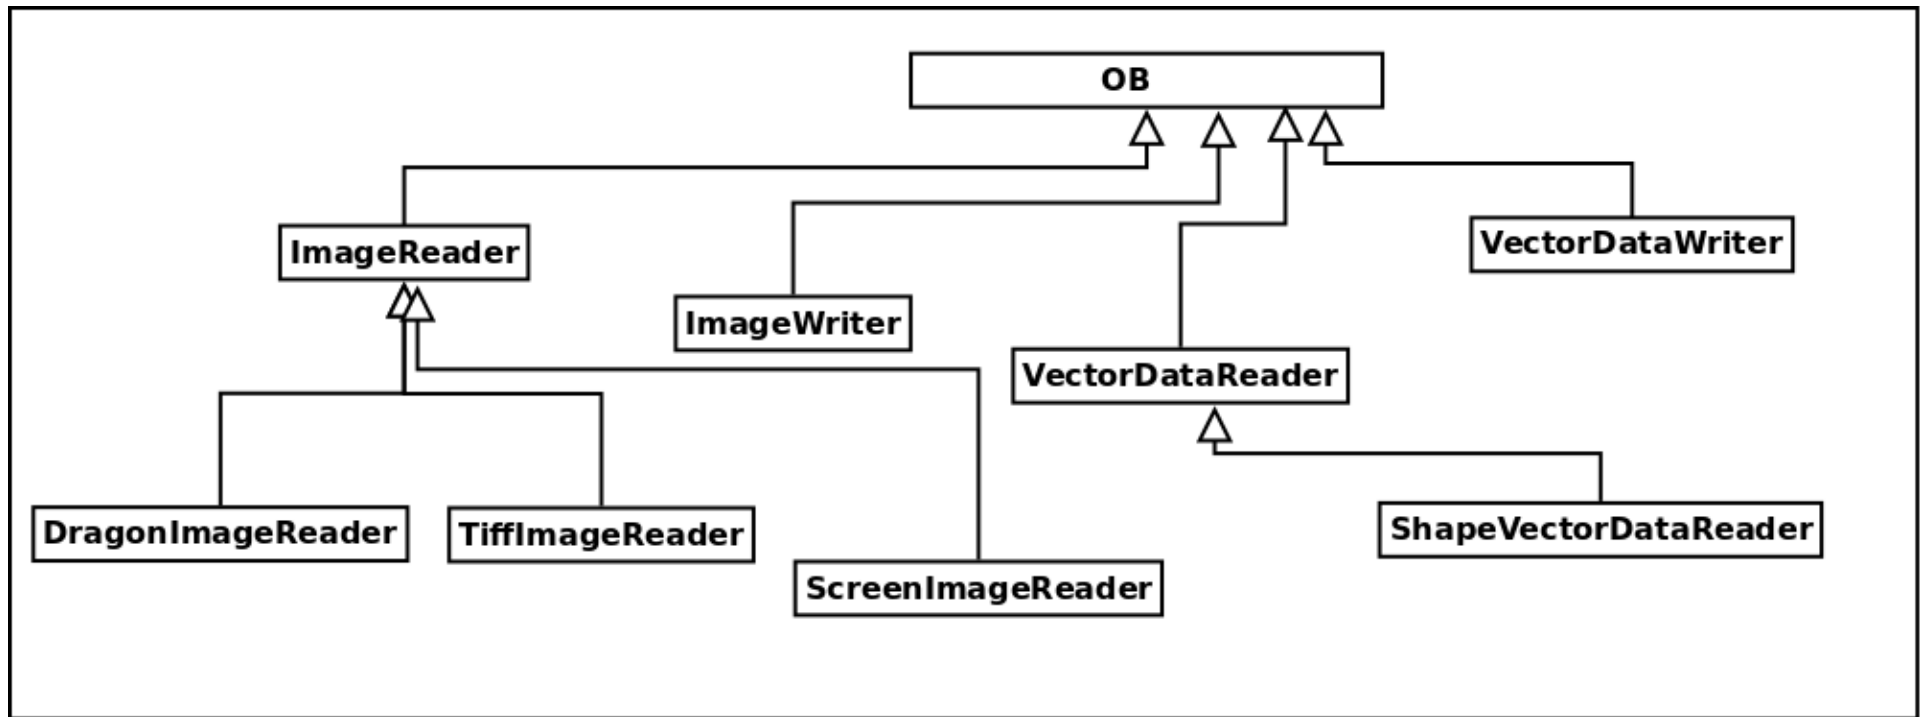 OB
ImageReader
VectorDataWriter
ImageWriter
VectorDataReader
DragonImageReader
TiffImageReader
ShapeVectorDataReader
ScreenImageReader